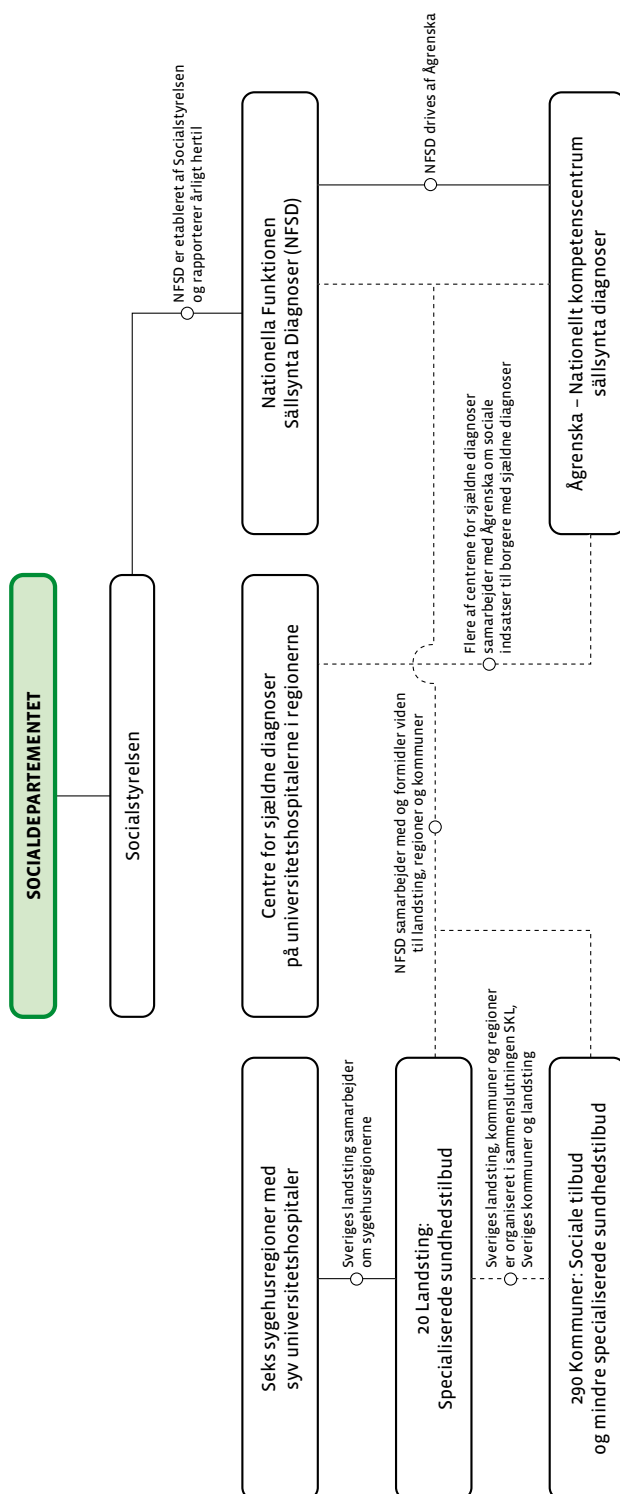 SOCIALDEPARTEMENTET
Socialstyrelsen
NFSD er etableret af Socialstyrelsen
og rapporterer årligt hertil
Seks sygehusregioner med
syv universitetshospitaler
Centre for sjældne diagnoser
på universitetshospitalerne i regionerne
Nationella Funktionen
Sällsynta Diagnoser (NFSD)
Sveriges landsting samarbejder
om sygehusregionerne
NFSD samarbejder med og formidler viden
til landsting, regioner og kommuner
Flere af centrene for sjældne diagnoser
samarbejder med Ågrenska om sociale
indsatser til borgere med sjældne diagnoser
NFSD drives af Ågrenska
20 Landsting:
Specialiserede sundhedstilbud
Sveriges landsting, kommuner og regioner
er organiseret i sammenslutningen SKL,
Sveriges kommuner og landsting
290 Kommuner: Sociale tilbud
og mindre specialiserede sundhedstilbud
Ågrenska – Nationellt kompetenscentrum
sällsynta diagnoser